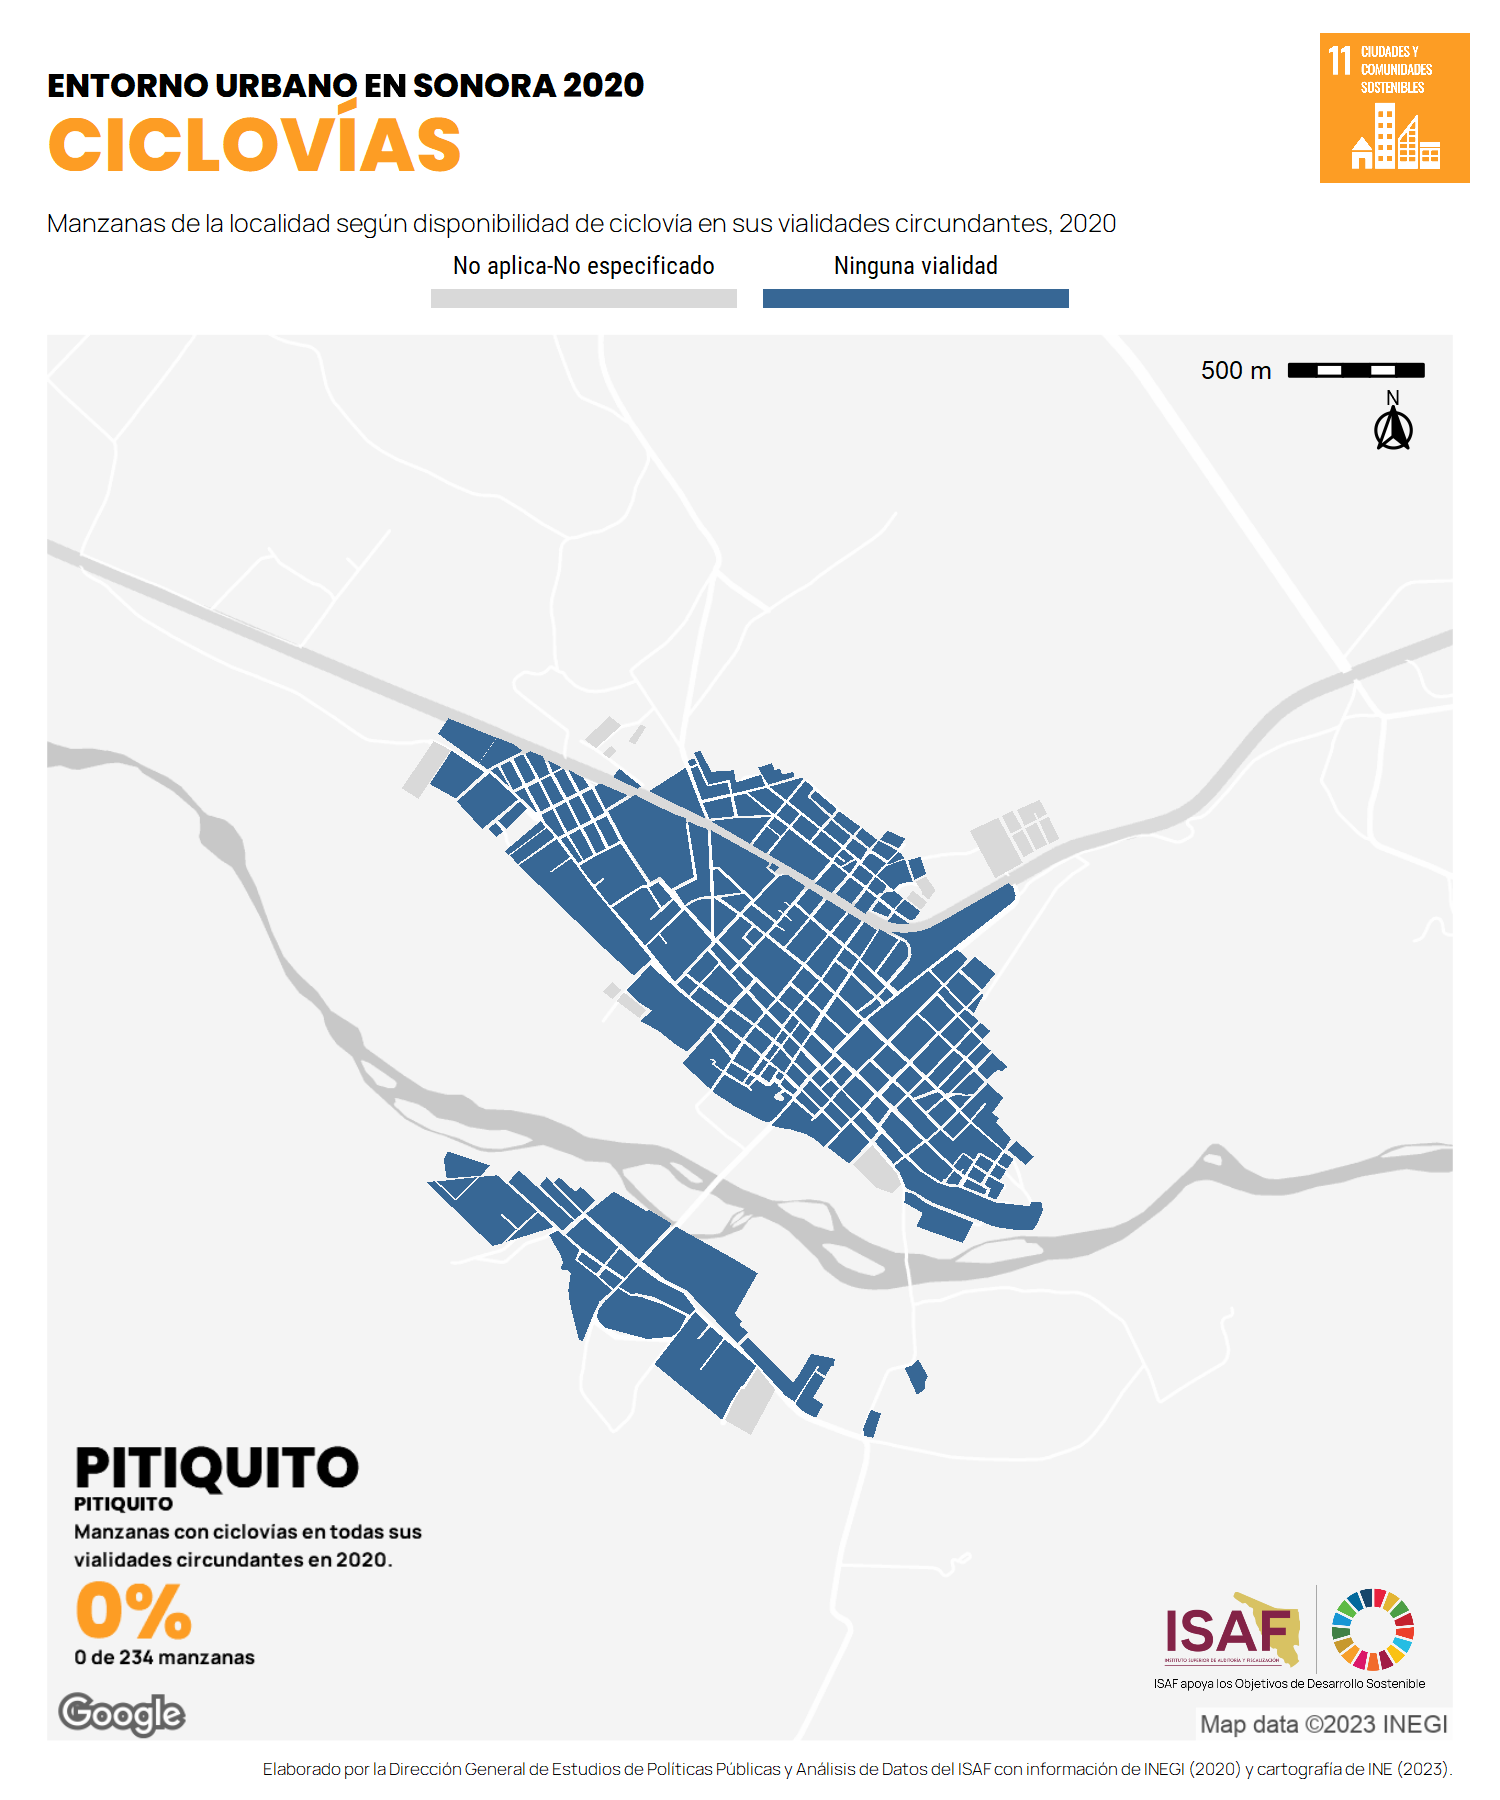 ENTORNO URBANO EN SONORA 2020
CICLOVÍAS
11 CIUDADES Y
COMUNIDADES
SOSTENIBLES
Manzanas de la localidad según disponibilidad de ciclovía en sus vialidades circundantes, 2020
No aplica-No especificado
Ninguna vialidad
500 m
N
PITIQUITO
PITIQUITO
Manzanas con ciclovias en todas sus
vialidades circundantes en 2020.
0%
0 de 234 manzanas
Google
ISAF
INSTITUTO SUPERIOR DE AUDITORÍA Y FISCALIZACIÓN
ISAF apoya los Objetivos de Desarrollo Sostenible
Map data ©2023 INEGI
Elaborado por la Dirección General de Estudios de Políticas Públicas y Análisis de Datos del ISAF con información de INEGI (2020) y cartografía de INE (2023).